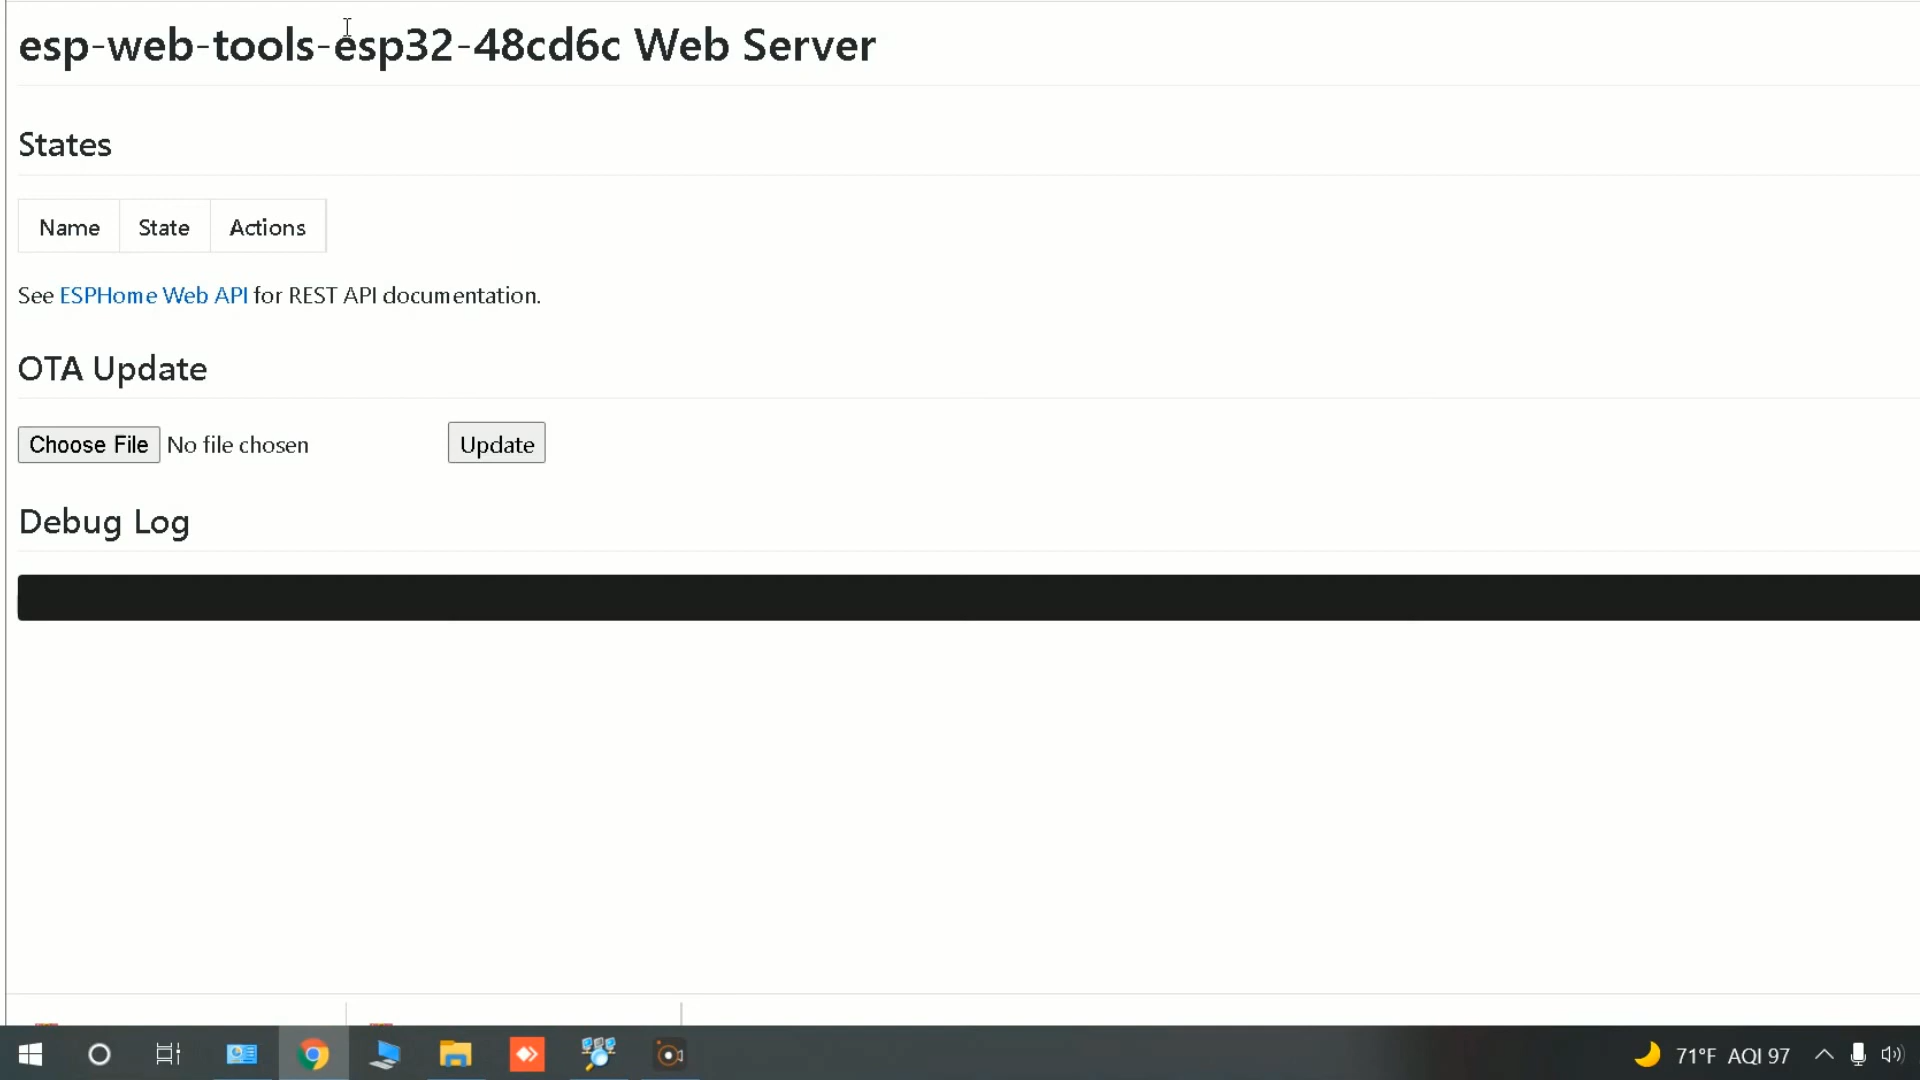 esp-web-tools-esp32-48cd6c Web Server
States
Name State Actions
See ESPHome Web API for REST API documentation.
OTA Update
Choose File No file chosen Update
Debug Log
71°F AQI 97